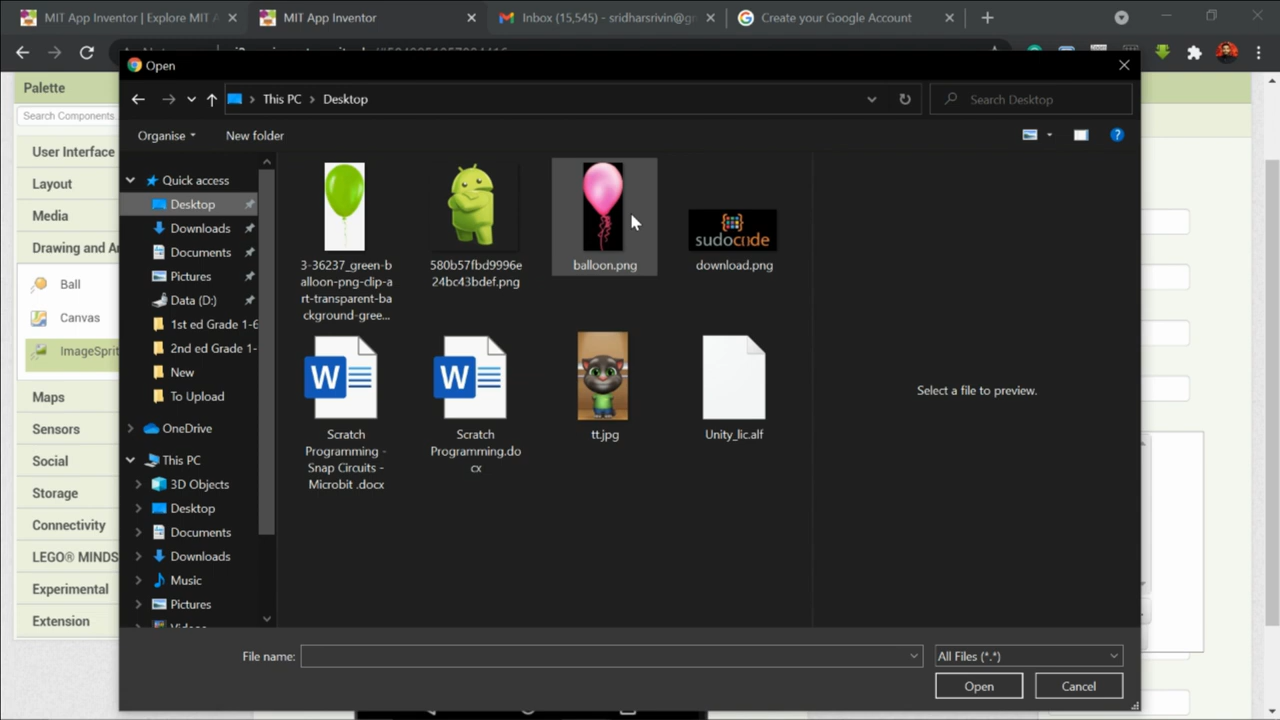 MIT App Inventor | Explore MIT A
MIT App Inventor
Inbox (15,545) - sridharsrivin@gm
Create your Google Account
Open
This PC
Desktop
Search Desktop
Organise
New folder
Palette
Search Components...
User Interface
Layout
Media
Drawing and An
Ball
Canvas
ImageSprit
Maps
Sensors
Social
Storage
Connectivity
LEGO® MINDS
Experimental
Extension
Quick access
Desktop
Downloads
Documents
Pictures
Data (D:)
1st ed Grade 1-6
2nd ed Grade 1-
New
To Upload
OneDrive
This PC
3D Objects
Desktop
Documents
Downloads
Music
Pictures
Videos
3-36237_green-b
alloon-png-clip-a
rt-transparent-ba
ckground-gree...
580b57fbd9996e
24bc43bdef.png
balloon.png
sudocode
download.png
W
Scratch
Programming -
Snap Circuits -
Microbit .docx
W
Scratch
Programming.do
cx
tt.jpg
Unity_lic.alf
Select a file to preview.
File name:
All Files (*.*)
Open
Cancel